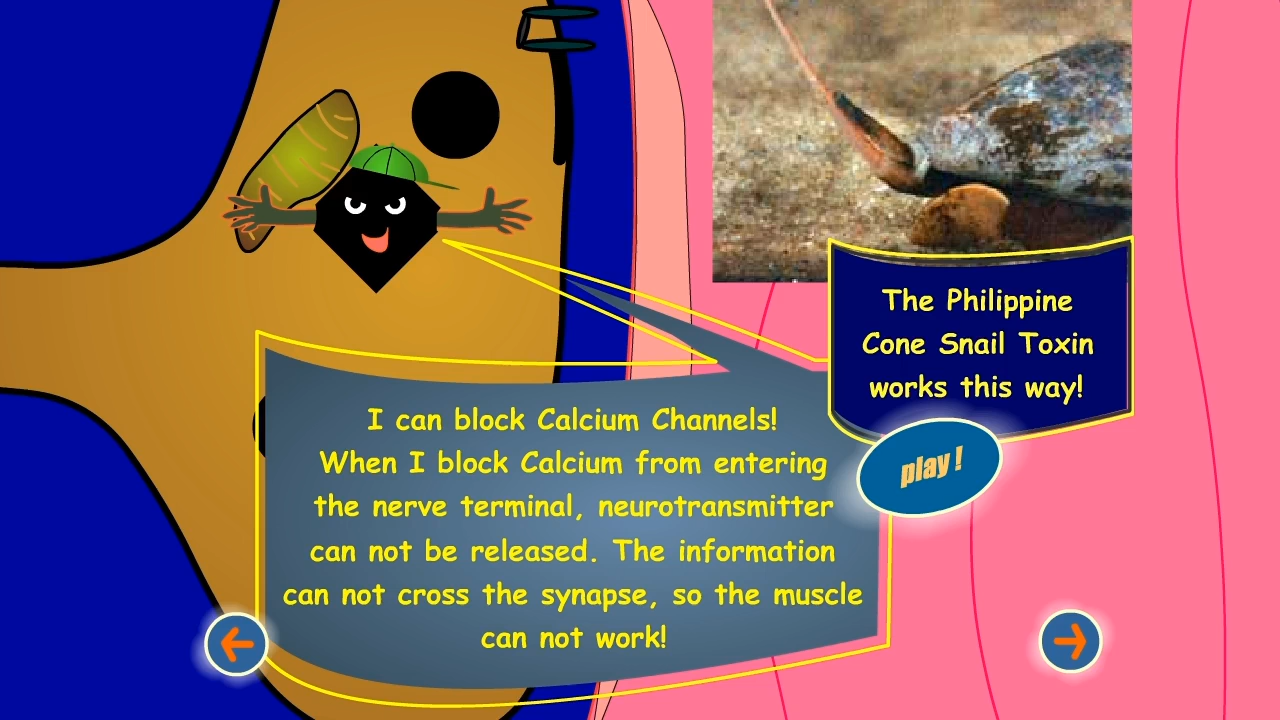 The Philippine
Cone Snail Toxin
works this way!
play !
I can block Calcium Channels!
When I block Calcium from entering
the nerve terminal, neurotransmitter
can not be released. The information
can not cross the synapse, so the muscle
can not work!